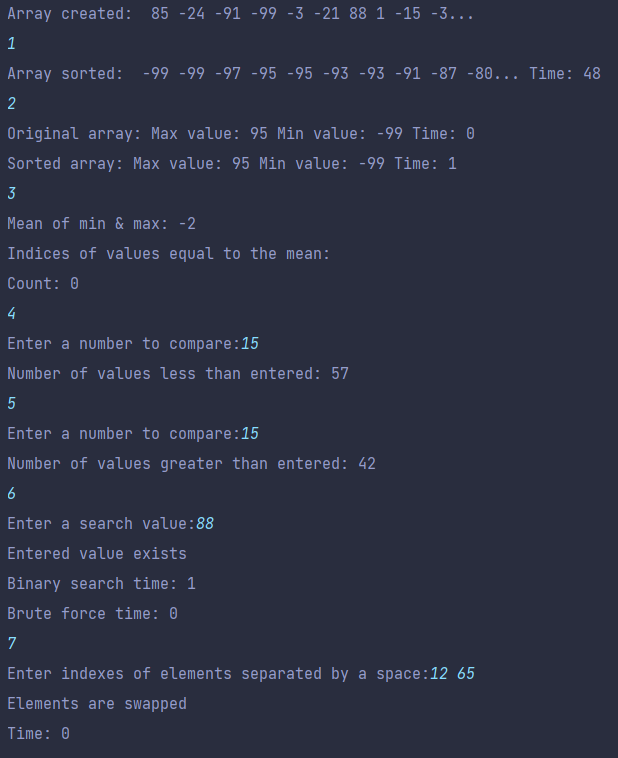 Array created:  85 -24 -91 -99 -3 -21 88 1 -15 -3...
1
Array sorted:  -99 -99 -97 -95 -95 -93 -93 -91 -87 -80... Time: 48
2
Original array: Max value: 95 Min value: -99 Time: 0
Sorted array: Max value: 95 Min value: -99 Time: 1
3
Mean of min & max: -2
Indices of values equal to the mean:
Count: 0
4
Enter a number to compare:15
Number of values less than entered: 57
5
Enter a number to compare:15
Number of values greater than entered: 42
6
Enter a search value:88
Entered value exists
Binary search time: 1
Brute force time: 0
7
Enter indexes of elements separated by a space:12 65
Elements are swapped
Time: 0